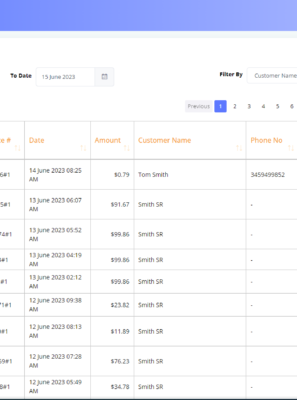 To Date 15 June 2023 Filter By Customer Name
Previous 1 2 3 4 5 6
e # Date Amount Customer Name Phone No
6#1 14 June 2023 08:25 AM $0.79 Tom Smith 3459499852
5#1 13 June 2023 06:07 AM $91.67 Smith SR -
74#1 13 June 2023 05:52 AM $99.86 Smith SR -
#1 13 June 2023 04:19 AM $99.86 Smith SR -
#1 13 June 2023 02:12 AM $99.86 Smith SR -
71#1 12 June 2023 09:38 AM $23.82 Smith SR -
#1 12 June 2023 08:13 AM $11.89 Smith SR -
59#1 12 June 2023 07:28 AM $76.23 Smith SR -
8#1 12 June 2023 05:49 AM $34.78 Smith SR -